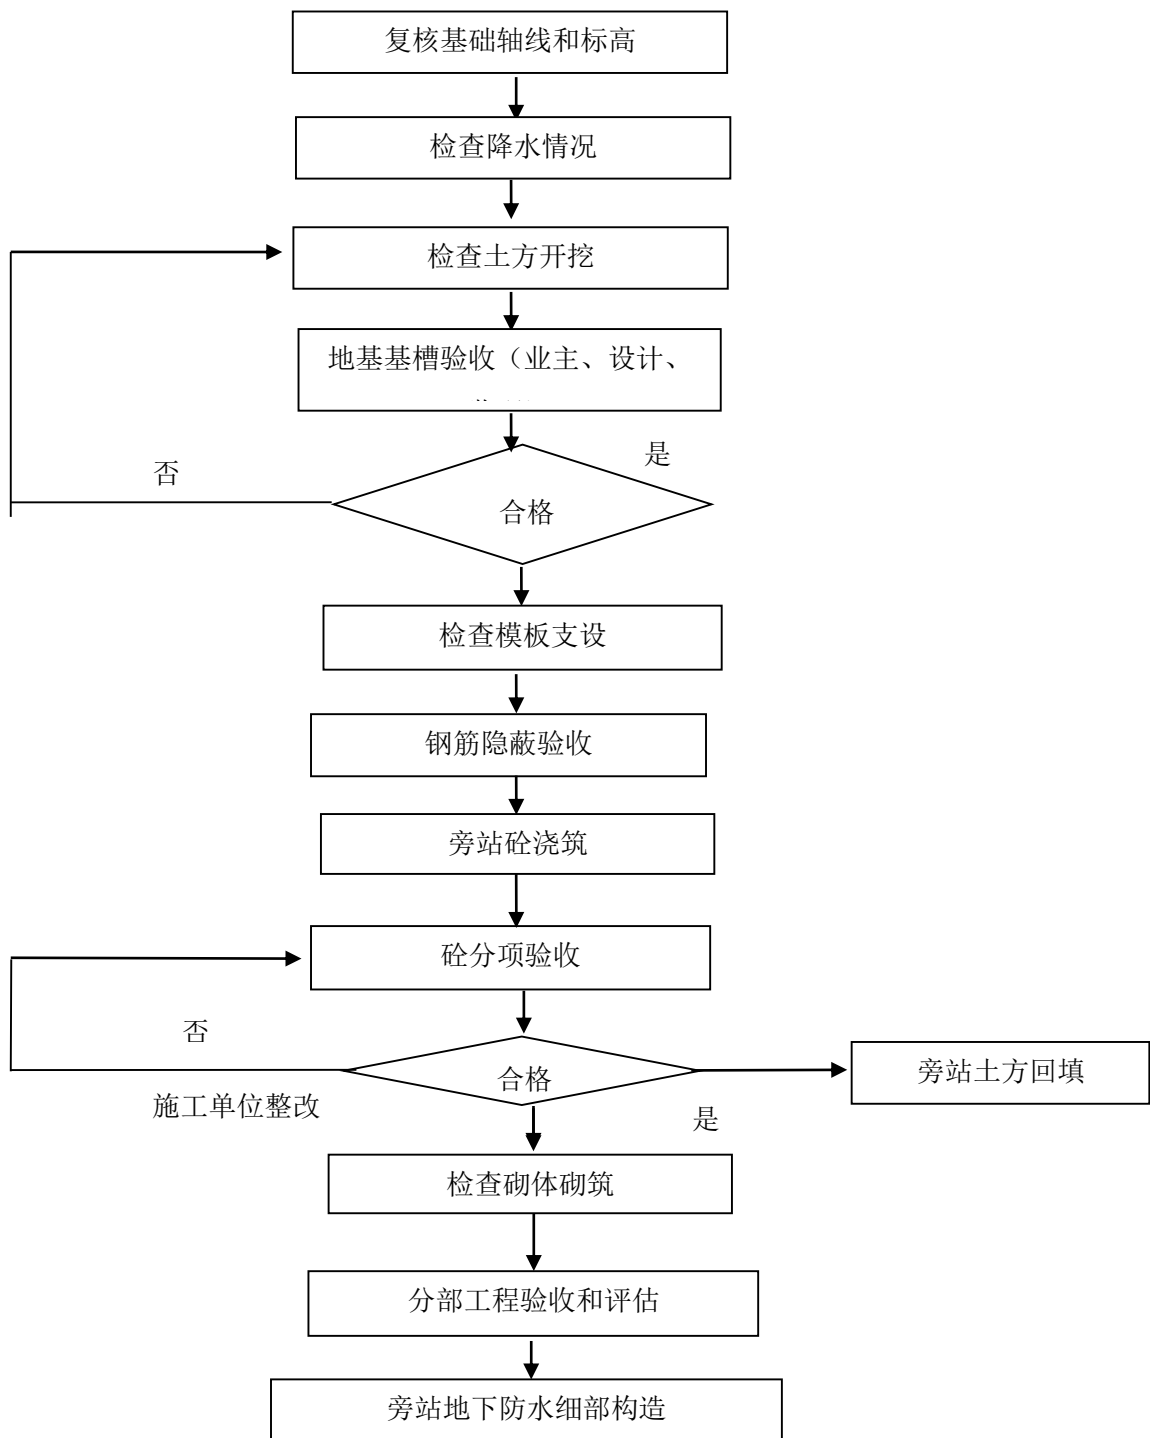 复核基础轴线和标高
检查降水情况
检查土方开挖
地基基槽验收（业主、设计、
是
否
合格
检查模板支设
钢筋隐蔽验收
旁站砼浇筑
砼分项验收
否
合格
旁站土方回填
施工单位整改
是
检查砌体砌筑
分部工程验收和评估
旁站地下防水细部构造